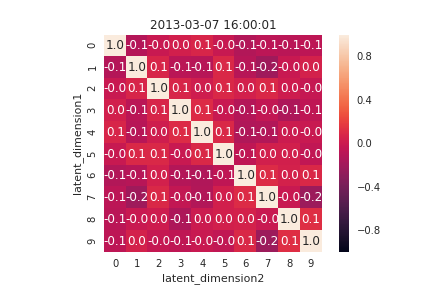 2013-03-07 16:00:01
0 1.0 -0.1 -0.0 0.0 0.1 -0.0 -0.1 -0.1 -0.1 -0.1
1 -0.1 1.0 0.1 -0.1 -0.1 0.1 -0.1 -0.2 -0.0 0.0
2 -0.0 0.1 1.0 0.1 0.0 0.1 0.0 0.1 0.0 -0.0
3 0.0 -0.1 0.1 1.0 0.1 -0.0 -0.1 -0.0 -0.1 -0.1
4 0.1 -0.1 0.0 0.1 1.0 0.1 -0.1 -0.1 0.0 -0.0
5 -0.0 0.1 0.1 -0.0 0.1 1.0 -0.1 0.0 0.0 -0.0
6 -0.1 -0.1 0.0 -0.1 -0.1 -0.1 1.0 0.1 0.0 0.1
7 -0.1 -0.2 0.1 -0.0 -0.1 0.0 0.1 1.0 -0.0 -0.2
8 -0.1 -0.0 0.0 -0.1 0.0 0.0 0.0 -0.0 1.0 0.1
9 -0.1 0.0 -0.0 -0.1 -0.0 -0.0 0.1 -0.2 0.1 1.0
0 1 2 3 4 5 6 7 8 9
latent_dimension2
latent_dimension1
0.8
0.4
0.0
-0.4
-0.8